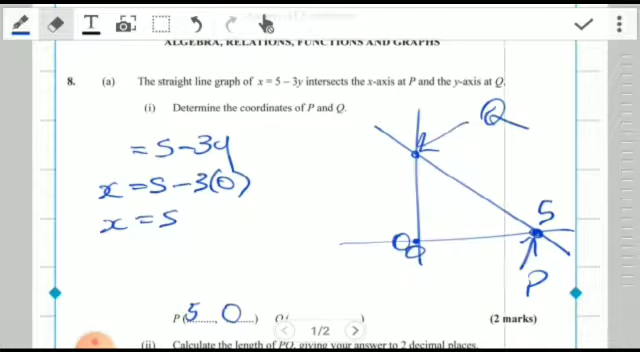 T
ALGEBRA, RELATIONS, FUNCTIONS AND GRAPHS
8. (a) The straight line graph of x = 5 – 3y intersects the x-axis at P and the y-axis at Q.
(i) Determine the coordinates of P and Q.
Q
= 5 - 3y
x = 5 - 3(0)
x = 5
5
O
P
P(5, 0) Q( )
(2 marks)
1/2
(ii) Calculate the length of PQ, giving your answer to 2 decimal places.